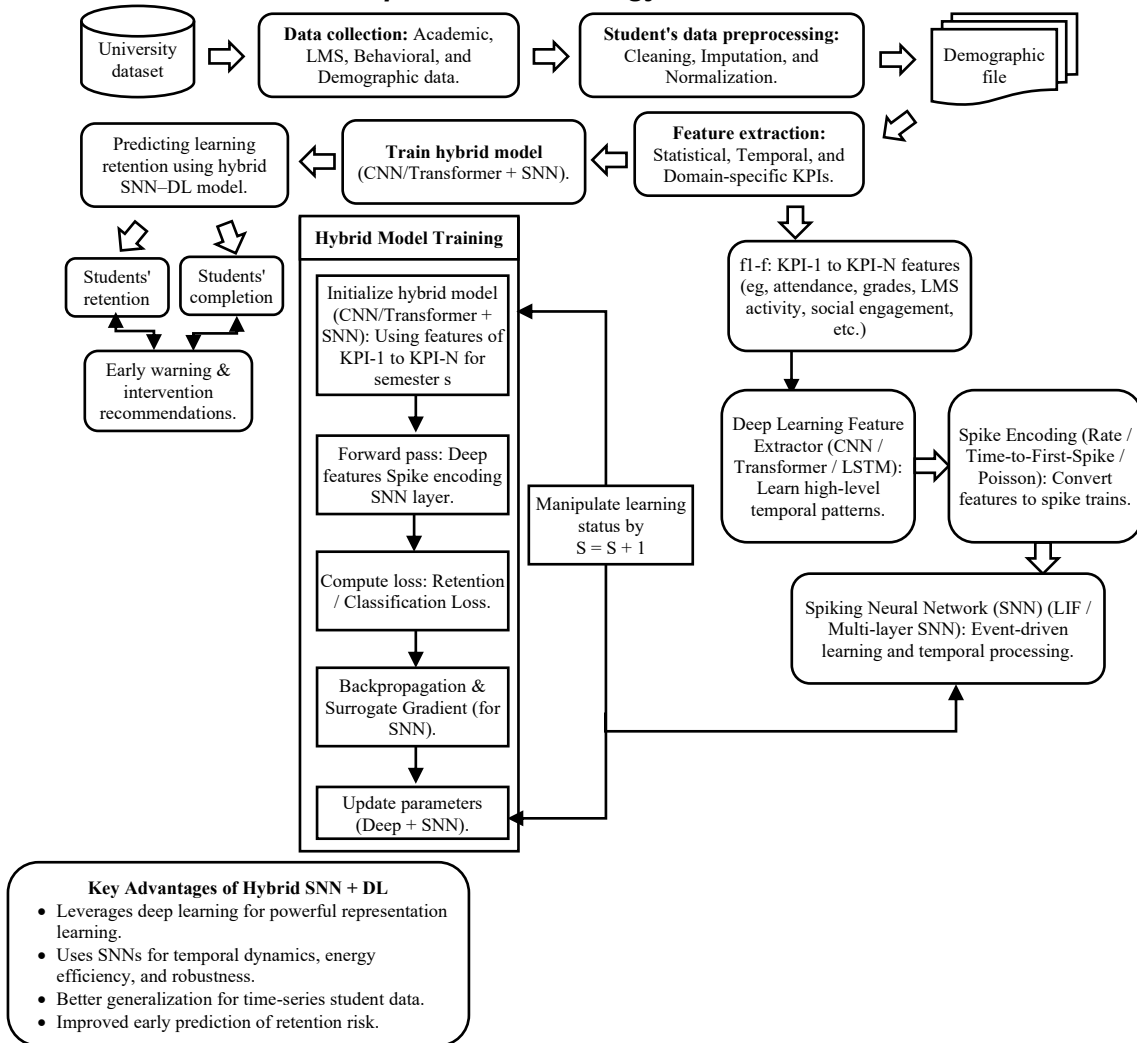 University
dataset
Data collection: Academic,
LMS, Behavioral, and
Demographic data.
Student's data preprocessing:
Cleaning, Imputation, and
Normalization.
Demographic
file
Predicting learning
retention using hybrid
SNN–DL model.
Train hybrid model
(CNN/Transformer + SNN).
Feature extraction:
Statistical, Temporal, and
Domain-specific KPIs.
Students'
retention
Students'
completion
Early warning &
intervention
recommendations.
Hybrid Model Training
Initialize hybrid model
(CNN/Transformer +
SNN): Using features of
KPI-1 to KPI-N for
semester s
Forward pass: Deep
features Spike encoding
SNN layer.
Compute loss: Retention
/ Classification Loss.
Backpropagation &
Surrogate Gradient (for
SNN).
Update parameters
(Deep + SNN).
Manipulate learning
status by
S = S + 1
f1-f: KPI-1 to KPI-N features
(eg, attendance, grades, LMS
activity, social engagement,
etc.)
Deep Learning Feature
Extractor (CNN /
Transformer / LSTM):
Learn high-level
temporal patterns.
Spike Encoding (Rate /
Time-to-First-Spike /
Poisson): Convert
features to spike trains.
Spiking Neural Network (SNN) (LIF /
Multi-layer SNN): Event-driven
learning and temporal processing.
Key Advantages of Hybrid SNN + DL
• Leverages deep learning for powerful representation
learning.
• Uses SNNs for temporal dynamics, energy
efficiency, and robustness.
• Better generalization for time-series student data.
• Improved early prediction of retention risk.